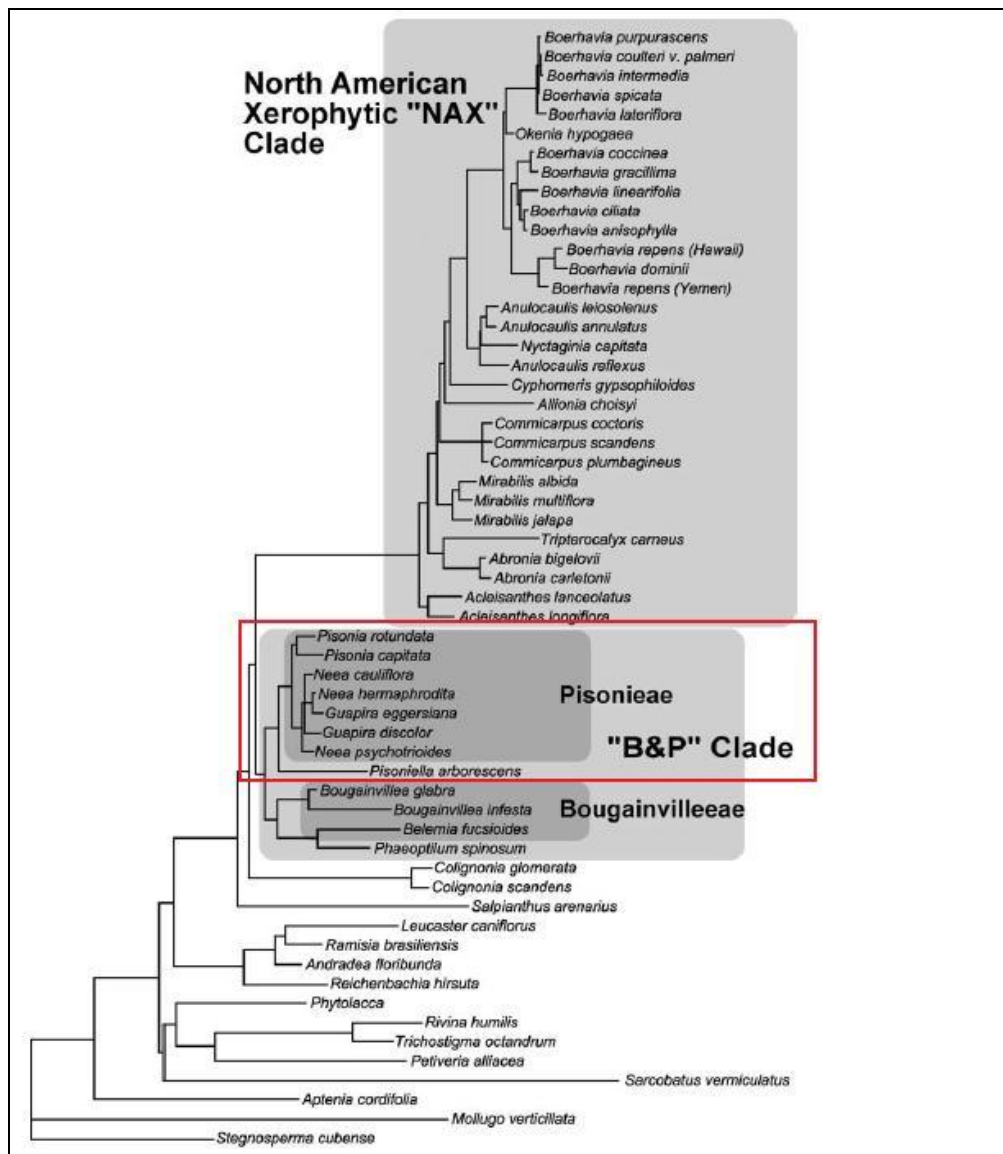 North American
Xerophytic "NAX"
Clade
Boerhavia purpurascens
Boerhavia coulteri v. palmeri
Boerhavia intermedia
Boerhavia spicata
Boerhavia lateriflora
Okenia hypogaea
Boerhavia coccinea
Boerhavia gracillima
Boerhavia linearifolia
Boerhavia ciliata
Boerhavia anisophylla
Boerhavia repens (Hawaii)
Boerhavia dominii
Boerhavia repens (Yemen)
Anulocaulis leiosolenus
Anulocaulis annulatus
Nyctaginia capitata
Anulocaulis reflexus
Cyphomeris gypsophiloides
Allionia choisyi
Commicarpus coctoris
Commicarpus scandens
Commicarpus plumbagineus
Mirabilis albida
Mirabilis multiflora
Mirabilis jalapa
Tripterocalyx carneus
Abronia bigelovii
Abronia carletonii
Acleisanthes lanceolatus
Acleisanthes longiflora
Pisonia rotundata
Pisonia capitata
Neea cauliflora
Neea hermaphrodita
Guapira eggersiana
Guapira discolor
Neea psychotrioides
Pisonieae
"B&P" Clade
Pisoniella arborescens
Bougainvillea glabra
Bougainvillea infesta
Belemia fucsioides
Phaeoptilum spinosum
Bougainvilleeae
Colignonia glomerata
Colignonia scandens
Salpianthus arenarius
Leucaster caniflorus
Ramisia brasiliensis
Andradea floribunda
Reichenbachia hirsuta
Phytolacca
Rivina humilis
Trichostigma octandrum
Petiveria alliacea
Sarcobatus vermiculatus
Aptenia cordifolia
Mollugo verticillata
Stegnosperma cubense